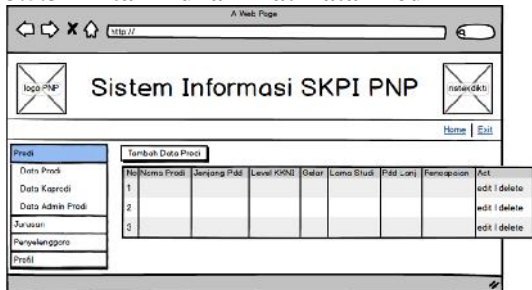 A Web Page
http://
logo PNP
Sistem Informasi SKPI PNP
ristekdikti
Home | Exit
Prodi
Tambah Data Prodi
Data Prodi
Data Kaprodi
Data Admin Prodi
Jurusan
Penyelenggara
Profil
No Nama Prodi Jenjang Pdd Level KKNI Gelar Lama Studi Pdd Lanj Pencapaian Act
1 edit | delete
2 edit | delete
3 edit | delete